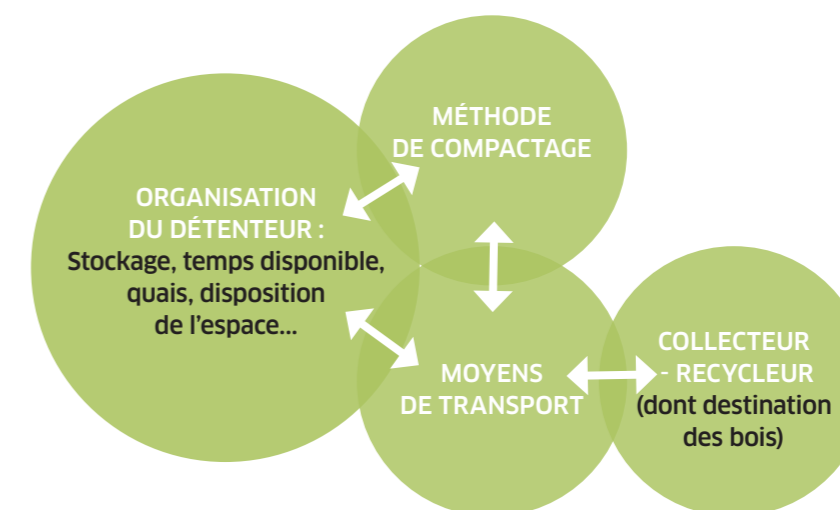 MÉTHODE
DE COMPACTAGE
ORGANISATION
DU DÉTENTEUR :
Stockage, temps disponible,
quais, disposition
de l'espace...
MOYENS
DE TRANSPORT
COLLECTEUR
- RECYCLEUR
(dont destination
des bois)